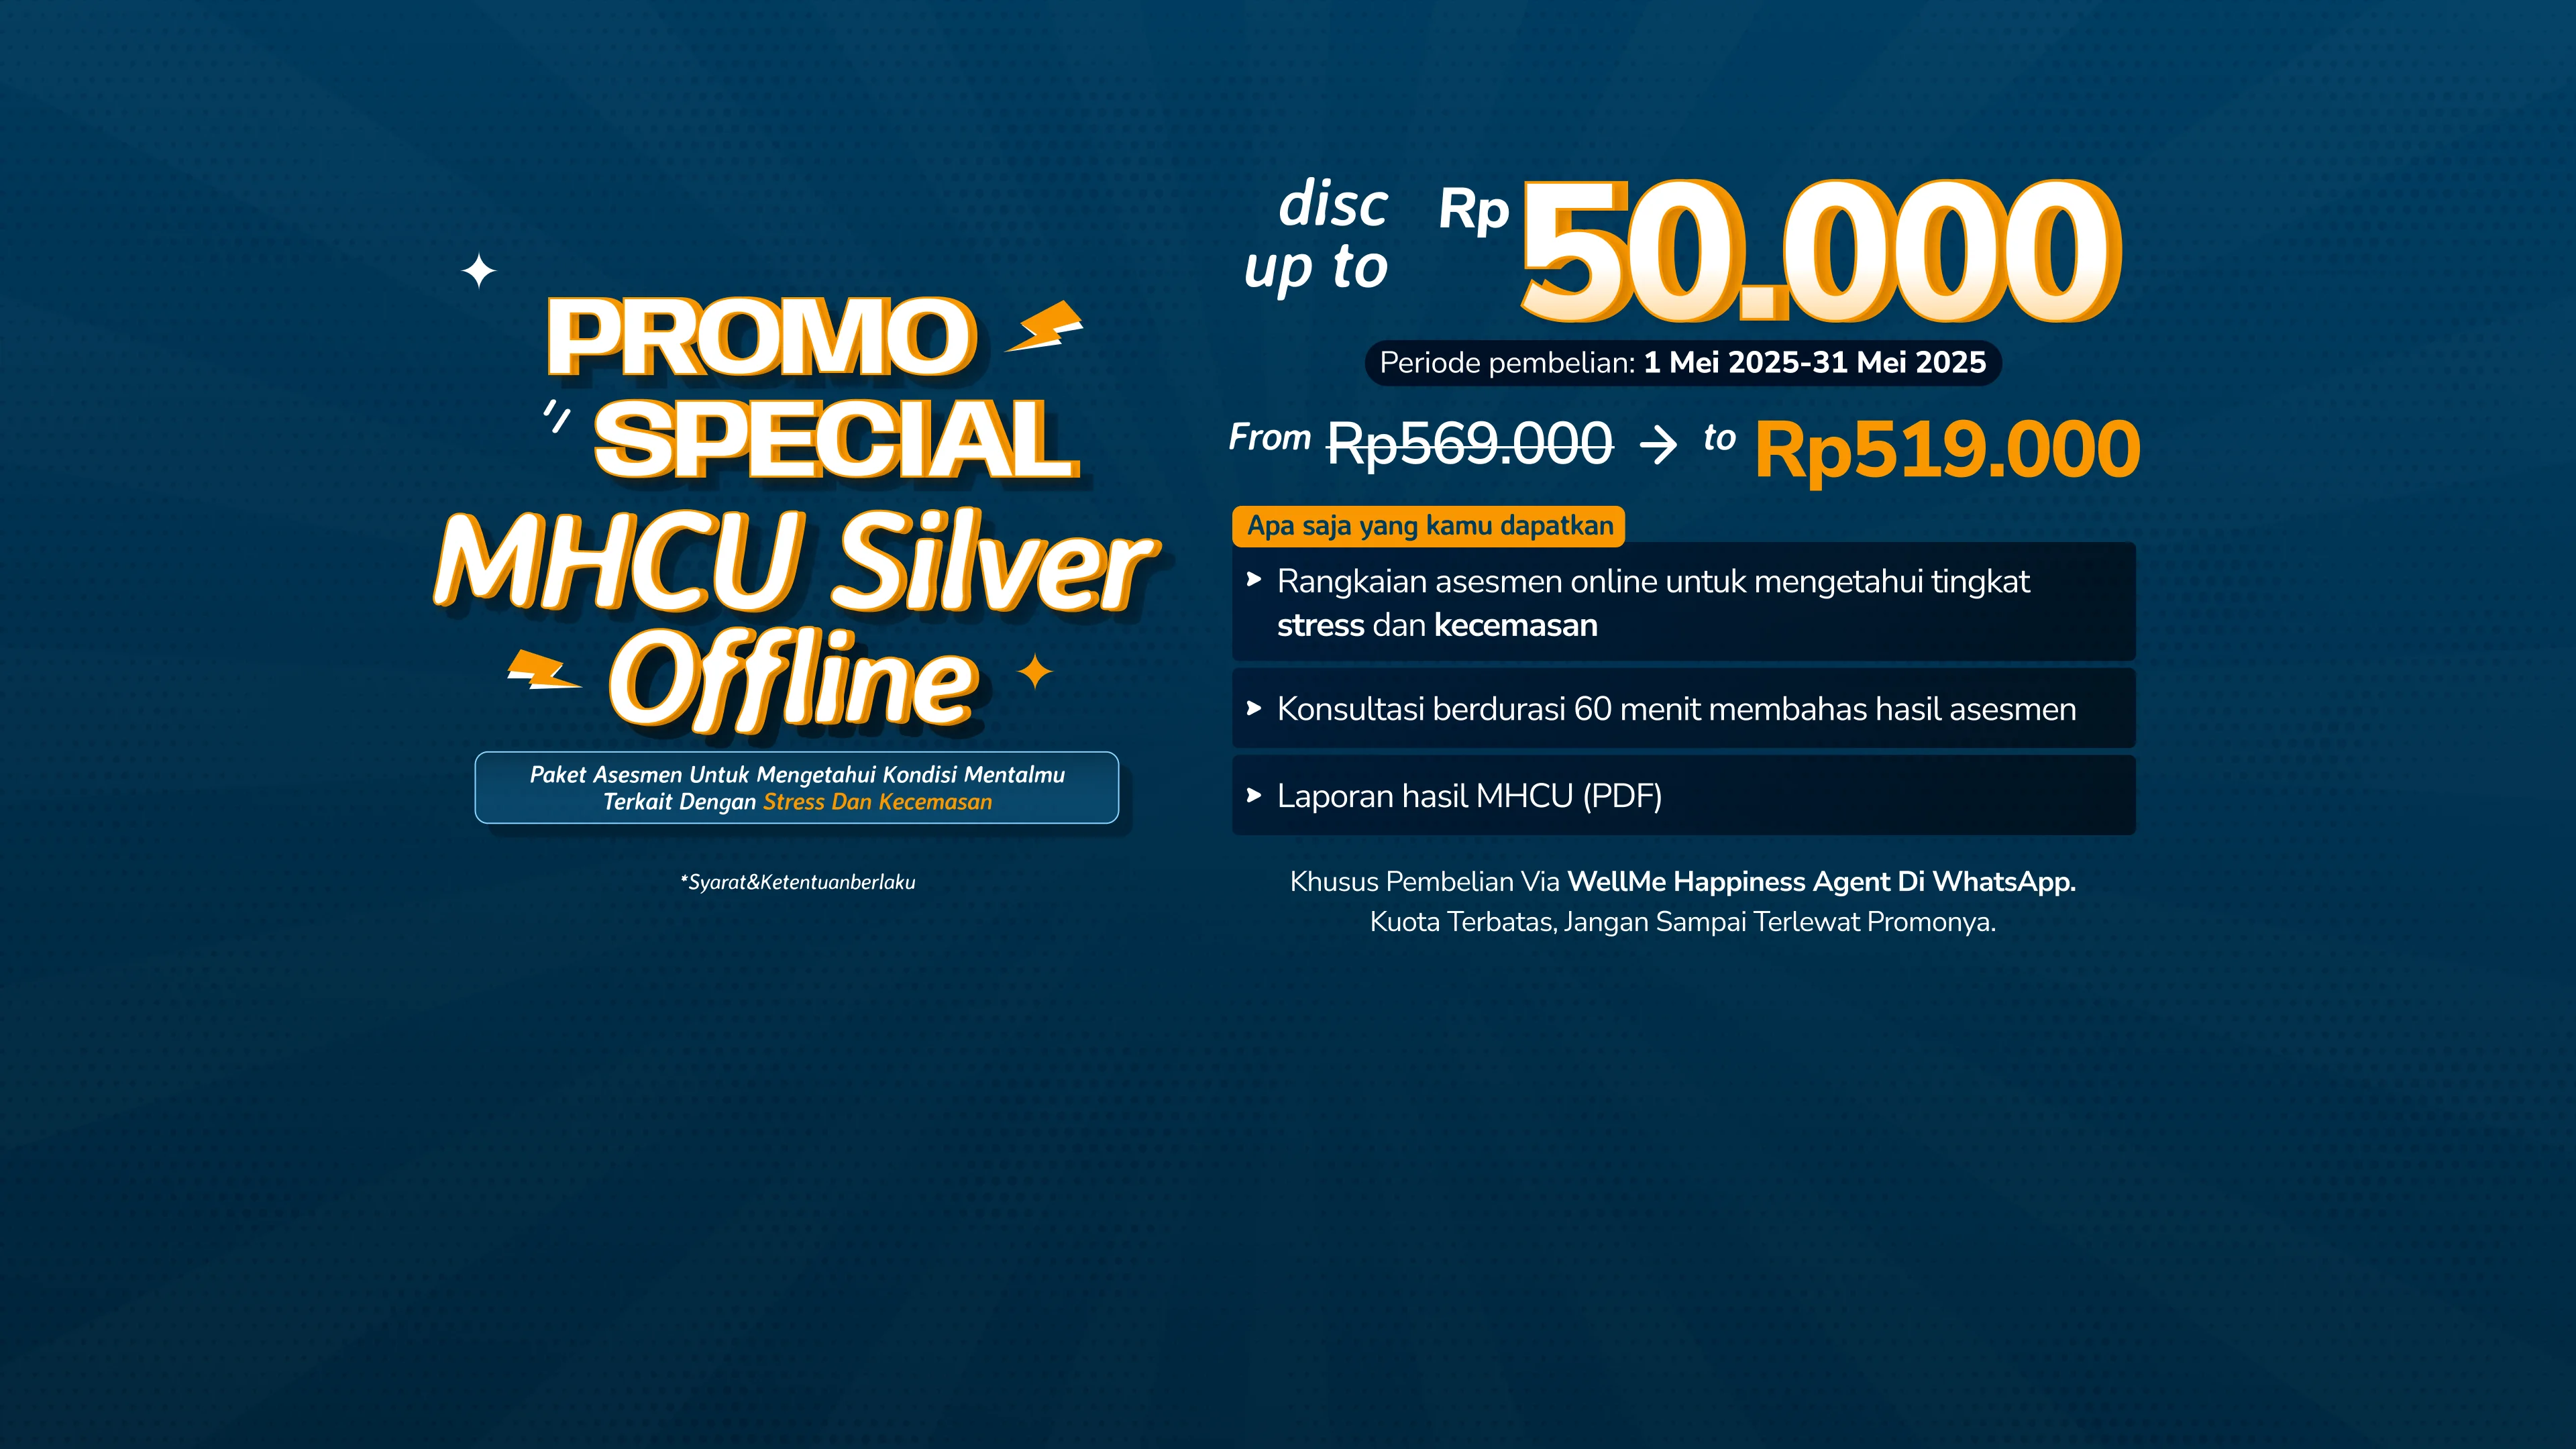 PROMO
SPECIAL
MHCU Silver
Offline
Paket Asesmen Untuk Mengetahui Kondisi Mentalmu
Terkait Dengan Stress Dan Kecemasan
*Syarat&Ketentuanberlaku
disc
up to
Rp50.000
Periode pembelian: 1 Mei 2025-31 Mei 2025
From Rp569.000 → to Rp519.000
Apa saja yang kamu dapatkan
Rangkaian asesmen online untuk mengetahui tingkat
stress dan kecemasan
Konsultasi berdurasi 60 menit membahas hasil asesmen
Laporan hasil MHCU (PDF)
Khusus Pembelian Via WellMe Happiness Agent Di WhatsApp.
Kuota Terbatas, Jangan Sampai Terlewat Promonya.